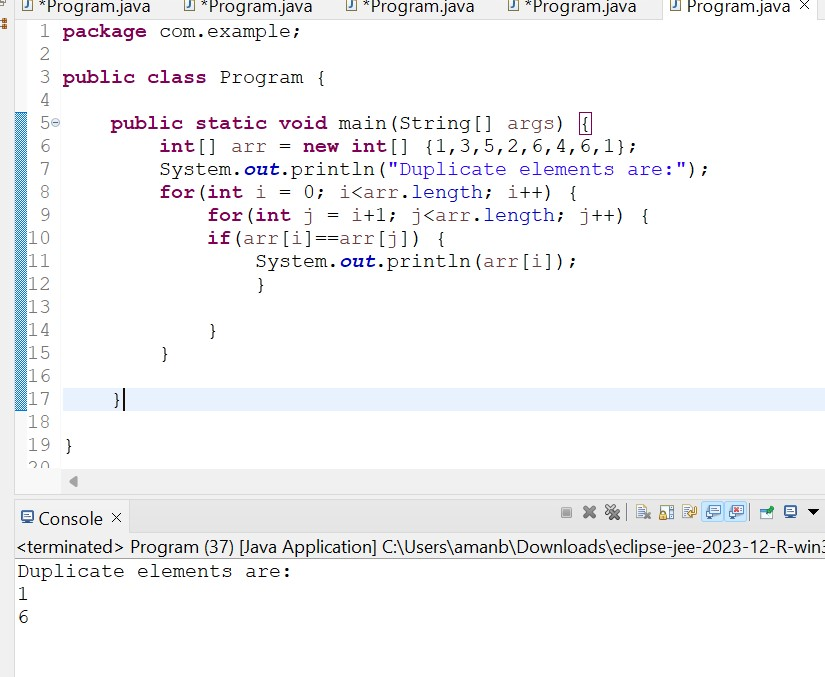 *Program.java *Program.java *Program.java *Program.java Program.java
1 package com.example;
2
3 public class Program {
4
5 public static void main(String[] args) {
6 int[] arr = new int[] {1,3,5,2,6,4,6,1};
7 System.out.println("Duplicate elements are:");
8 for(int i = 0; i<arr.length; i++) {
9 for(int j = i+1; j<arr.length; j++) {
10 if(arr[i]==arr[j]) {
11 System.out.println(arr[i]);
12 }
13
14 }
15 }
16
17 }
18
19 }
20
Console
<terminated> Program (37) [Java Application] C:\Users\amanb\Downloads\eclipse-jee-2023-12-R-win3
Duplicate elements are:
1
6